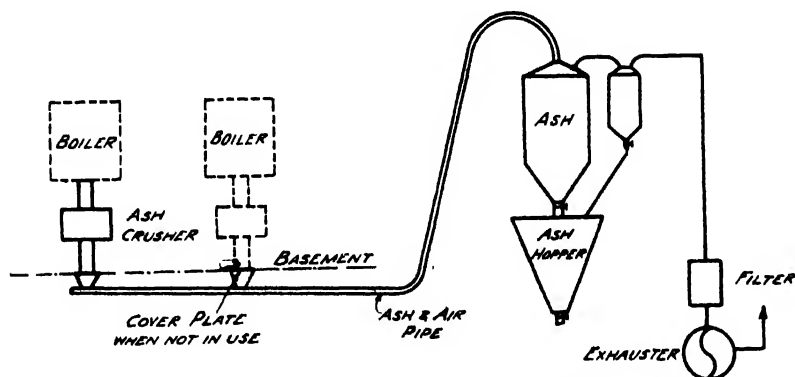 BOILER
BOILER
ASH
CRUSHER
BASEMENT
COVER PLATE
WHEN NOT IN USE
ASH & AIR
PIPE
ASH
ASH
HOPPER
FILTER
EXHAUSTER